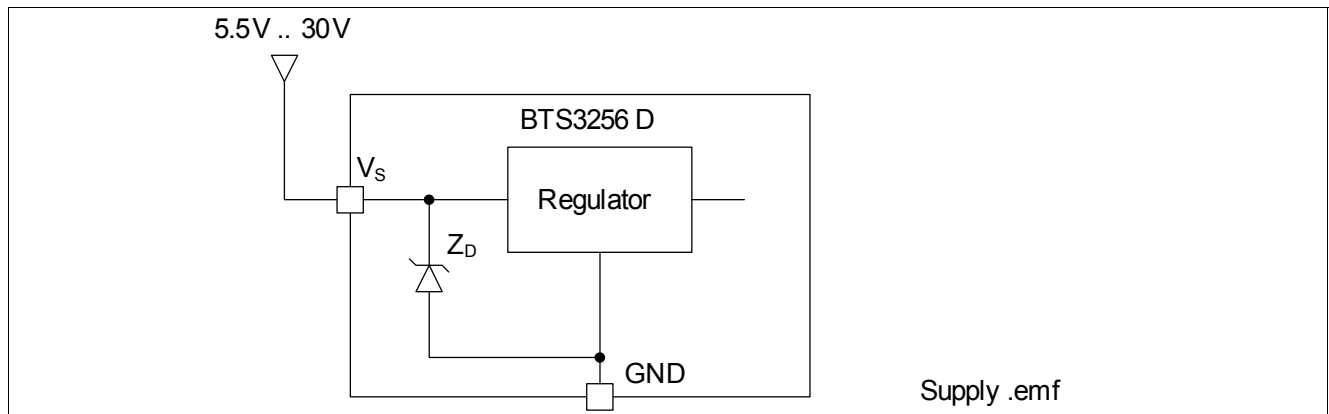 5.5V .. 30V
BTS3256 D
VS
Regulator
ZD
GND
Supply .emf